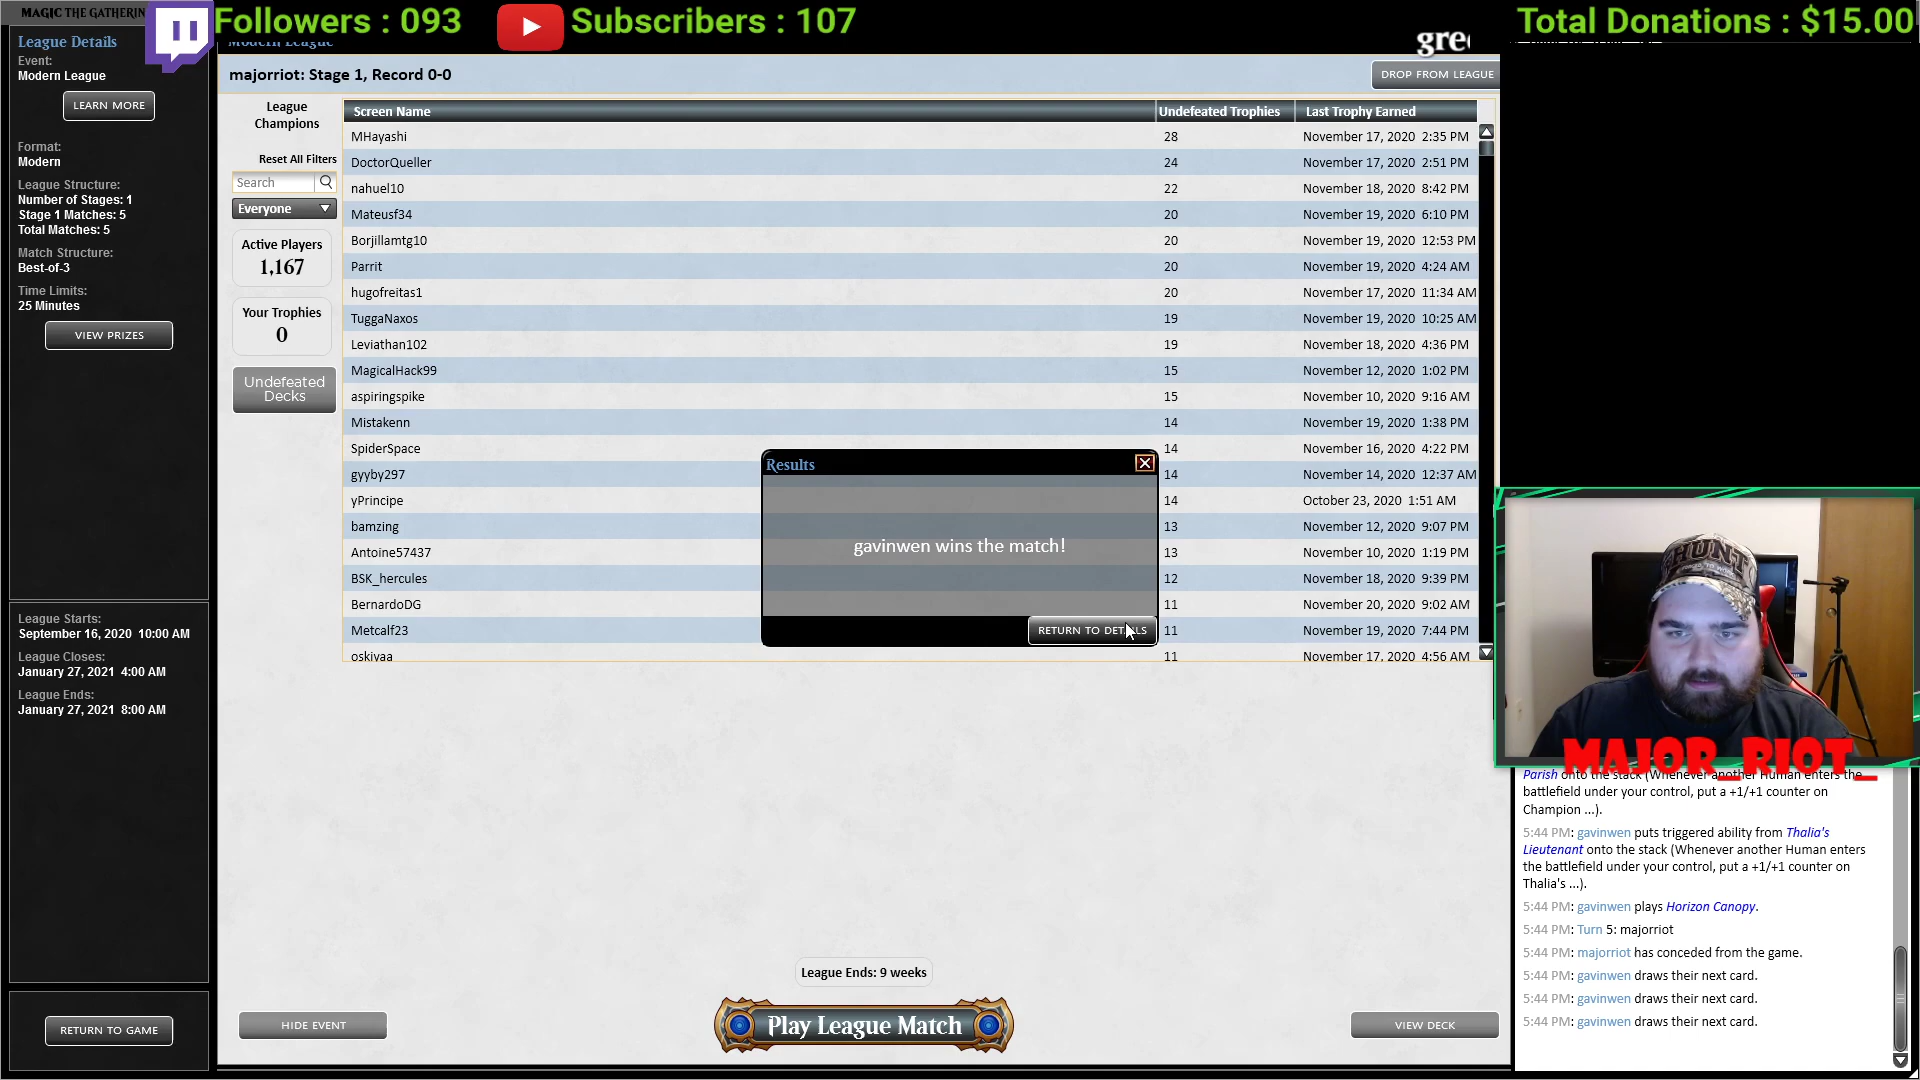 MAGIC THE GATHERIN
Followers : 093
Subscribers : 107
Total Donations : $15.00
League Details
Event:
Modern League
LEARN MORE
Format:
Modern
League Structure:
Number of Stages: 1
Stage 1 Matches: 5
Total Matches: 5
Match Structure:
Best-of-3
Time Limits:
25 Minutes
VIEW PRIZES
League Starts:
September 16, 2020 10:00 AM
League Closes:
January 27, 2021 4:00 AM
League Ends:
January 27, 2021 8:00 AM
RETURN TO GAME
Modern League
gre
majorriot: Stage 1, Record 0-0
DROP FROM LEAGUE
League
Champions
Reset All Filters
Search
Everyone
Active Players
1,167
Your Trophies
0
Undefeated
Decks
Screen Name Undefeated Trophies Last Trophy Earned
MHayashi 28 November 17, 2020 2:35 PM
DoctorQueller 24 November 17, 2020 2:51 PM
nahuel10 22 November 18, 2020 8:42 PM
Mateusf34 20 November 19, 2020 6:10 PM
Borjillamtg10 20 November 19, 2020 12:53 PM
Parrit 20 November 19, 2020 4:24 AM
hugofreitas1 20 November 17, 2020 11:34 AM
TuggaNaxos 19 November 19, 2020 10:25 AM
Leviathan102 19 November 18, 2020 4:36 PM
MagicalHack99 15 November 12, 2020 1:02 PM
aspiringspike 15 November 10, 2020 9:16 AM
Mistakenn 14 November 19, 2020 1:38 PM
SpiderSpace 14 November 16, 2020 4:22 PM
gyyby297 14 November 14, 2020 12:37 AM
yPrincipe 14 October 23, 2020 1:51 AM
bamzing 13 November 12, 2020 9:07 PM
Antoine57437 13 November 10, 2020 1:19 PM
BSK_hercules 12 November 18, 2020 9:39 PM
BernardoDG 11 November 20, 2020 9:02 AM
Metcalf23 11 November 19, 2020 7:44 PM
oskiyaa 11 November 17, 2020 4:56 AM
Results
gavinwen wins the match!
RETURN TO DETAILS
League Ends: 9 weeks
HIDE EVENT
Play League Match
VIEW DECK
HUNT
MAJOR_RIOT_
Parish onto the stack (Whenever another Human enters the
battlefield under your control, put a +1/+1 counter on
Champion ...).
5:44 PM: gavinwen puts triggered ability from Thalia's
Lieutenant onto the stack (Whenever another Human enters
the battlefield under your control, put a +1/+1 counter on
Thalia's ...).
5:44 PM: gavinwen plays Horizon Canopy.
5:44 PM: Turn 5: majorriot
5:44 PM: majorriot has conceded from the game.
5:44 PM: gavinwen draws their next card.
5:44 PM: gavinwen draws their next card.
5:44 PM: gavinwen draws their next card.